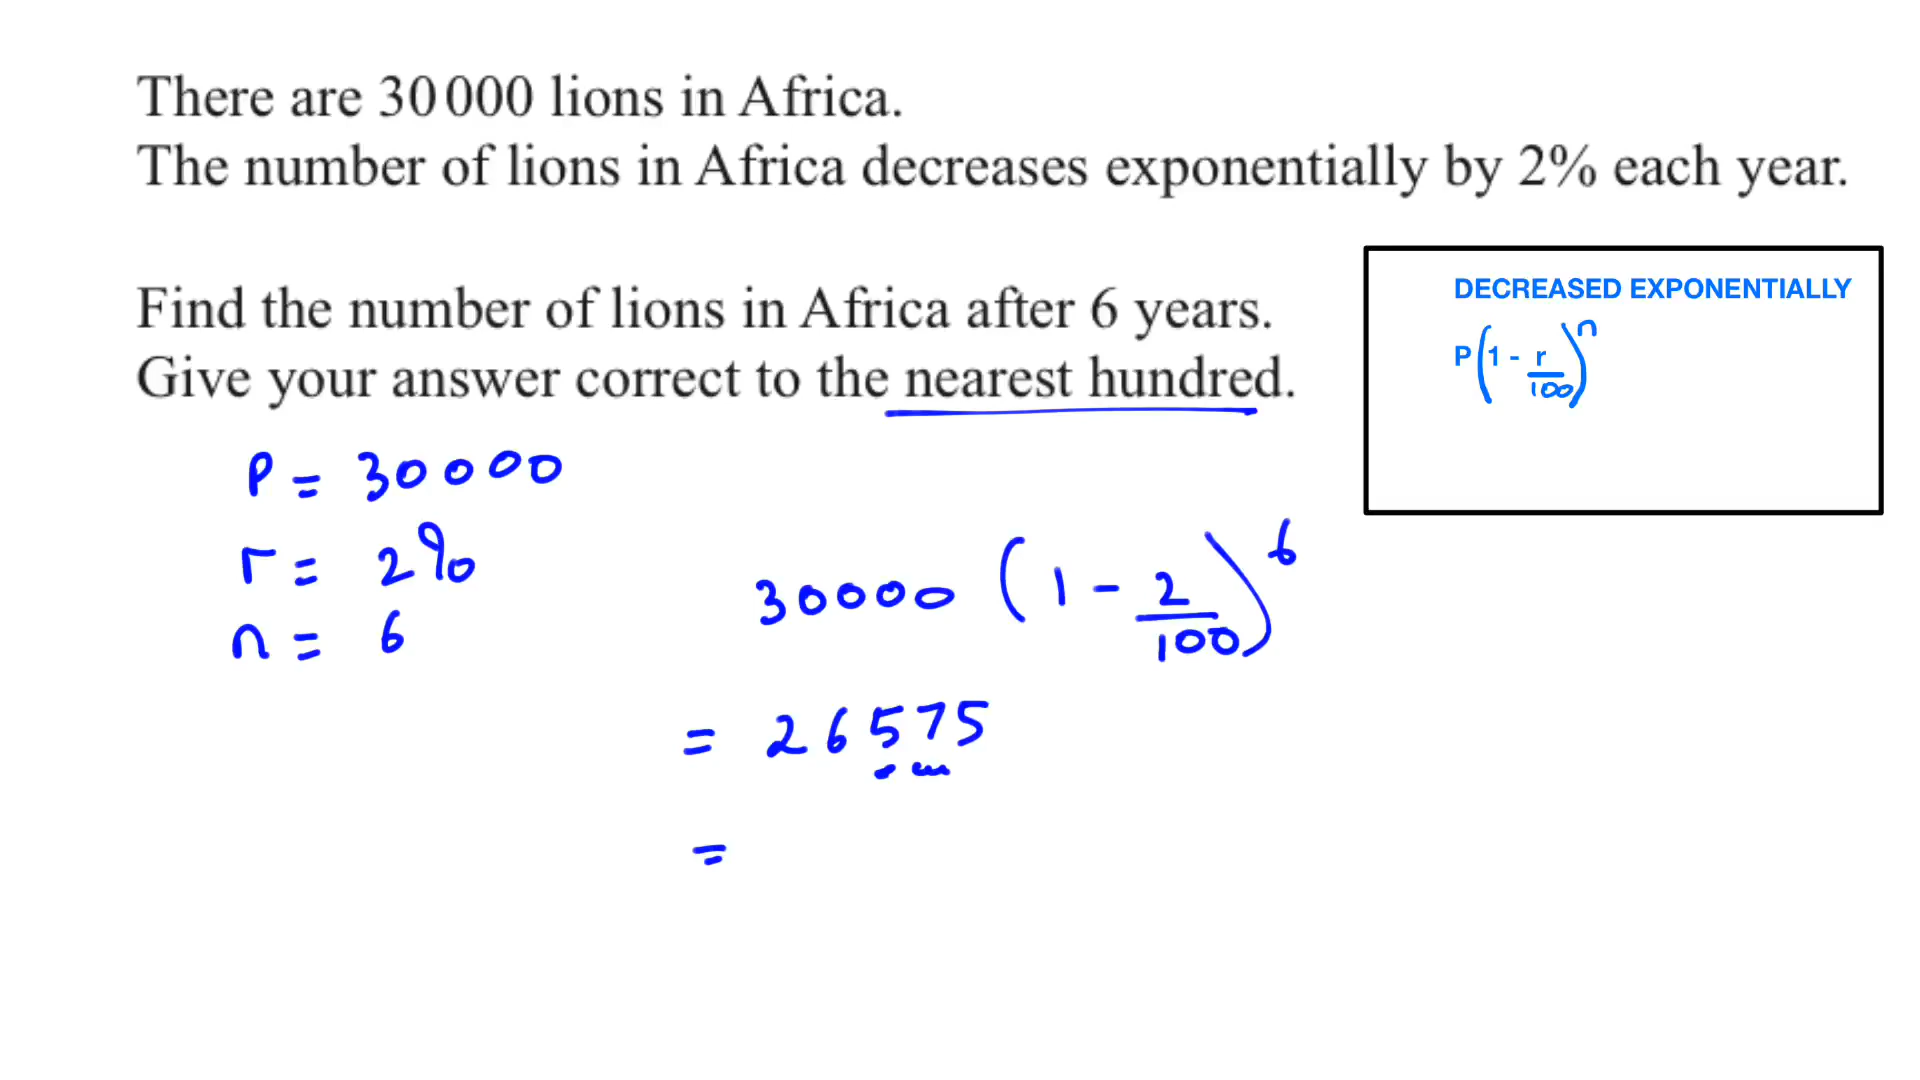 There are 30 000 lions in Africa.
The number of lions in Africa decreases exponentially by 2% each year.
Find the number of lions in Africa after 6 years.
Give your answer correct to the nearest hundred.
DECREASED EXPONENTIALLY
P(1 - r/100)^n
P = 30000
r = 2%
n = 6
30000 (1 - 2/100)^6
= 26575
=